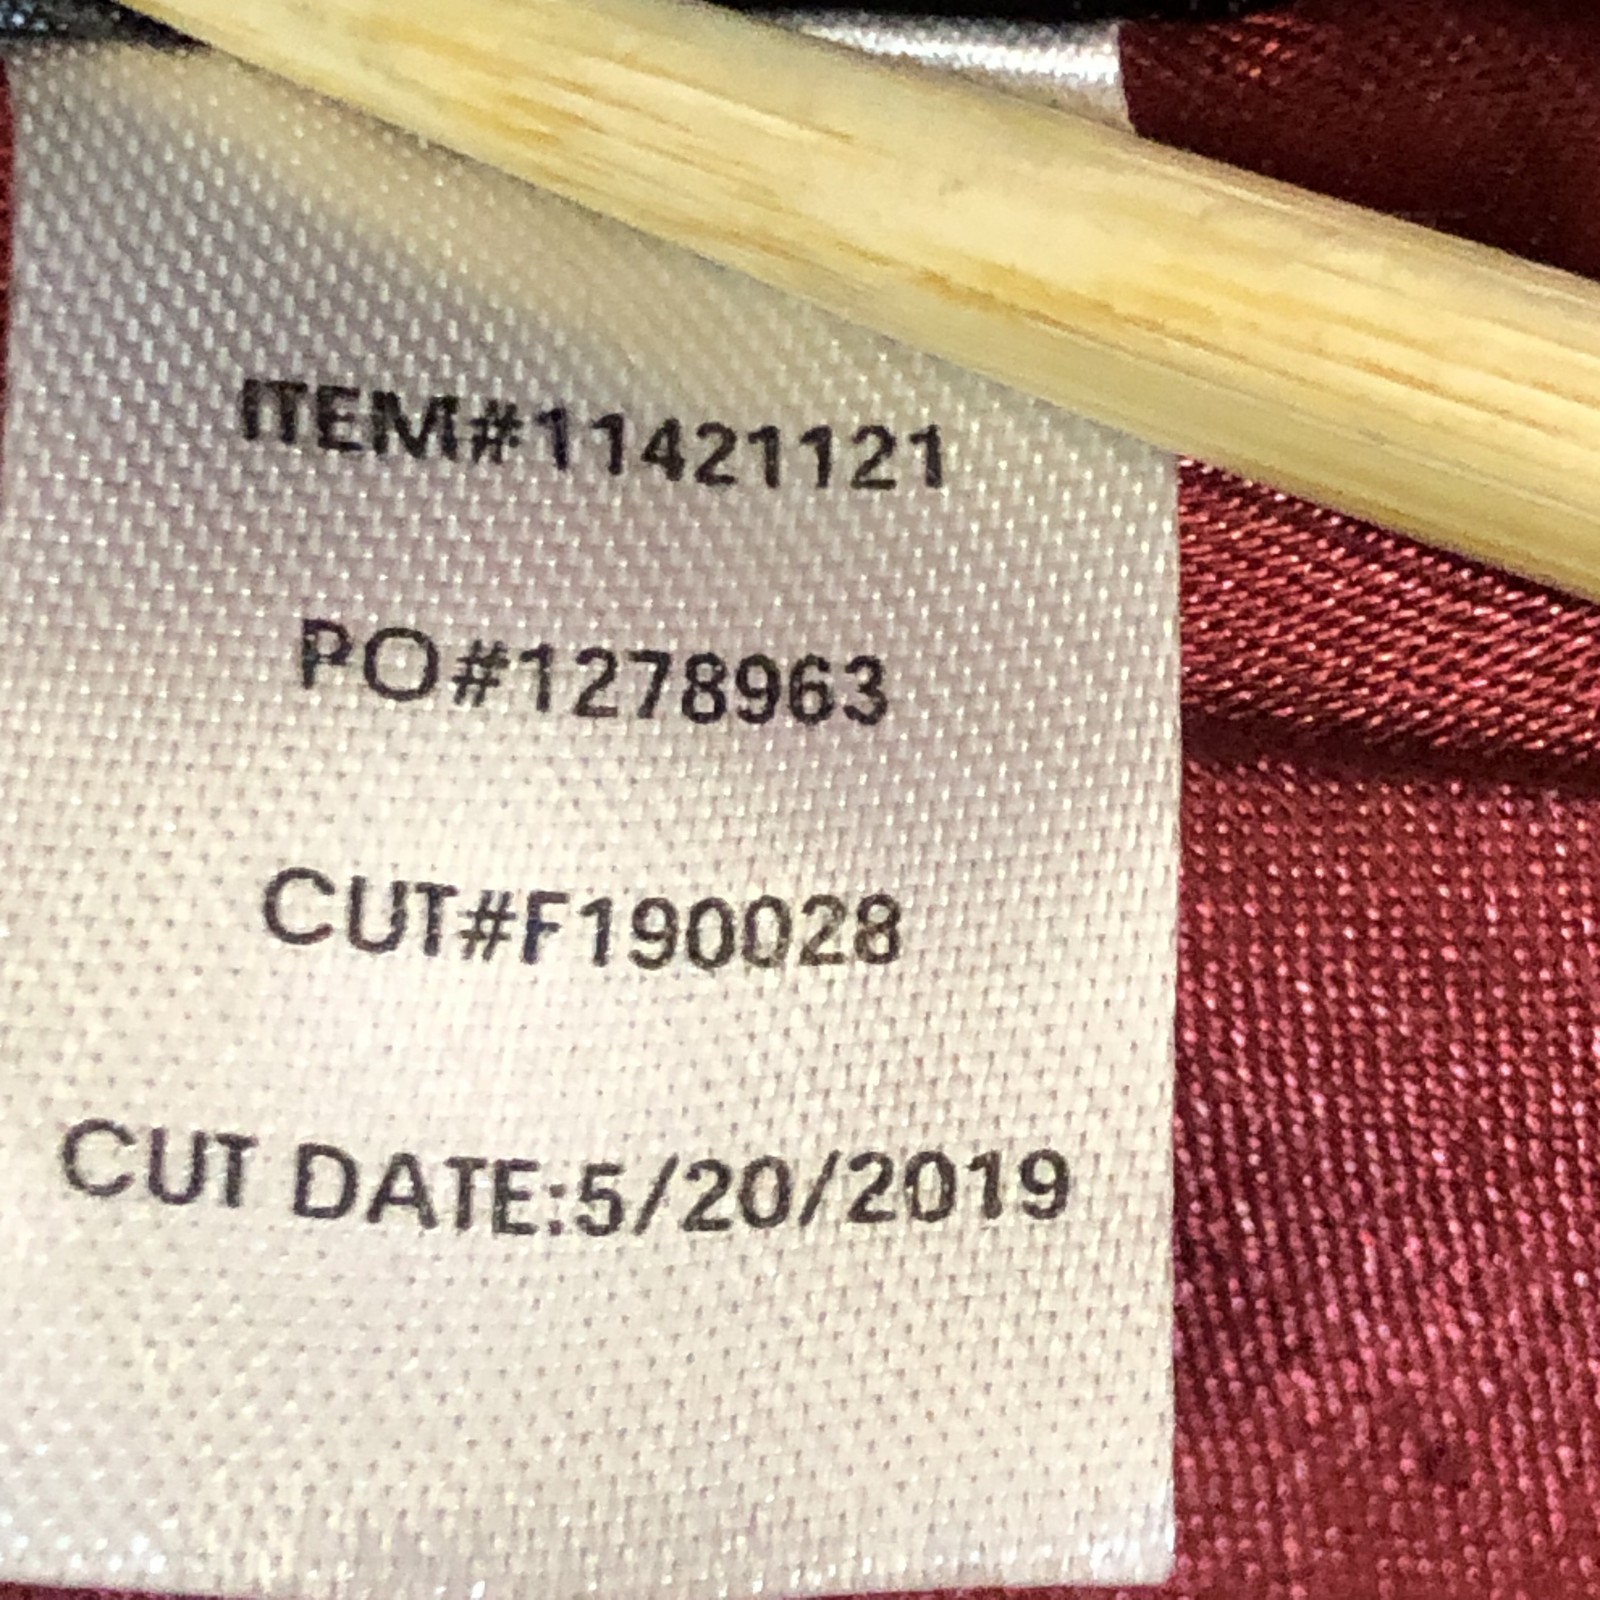 ITEM#11421121
PO#1278963
CUT#F190028
CUT DATE:5/20/2019